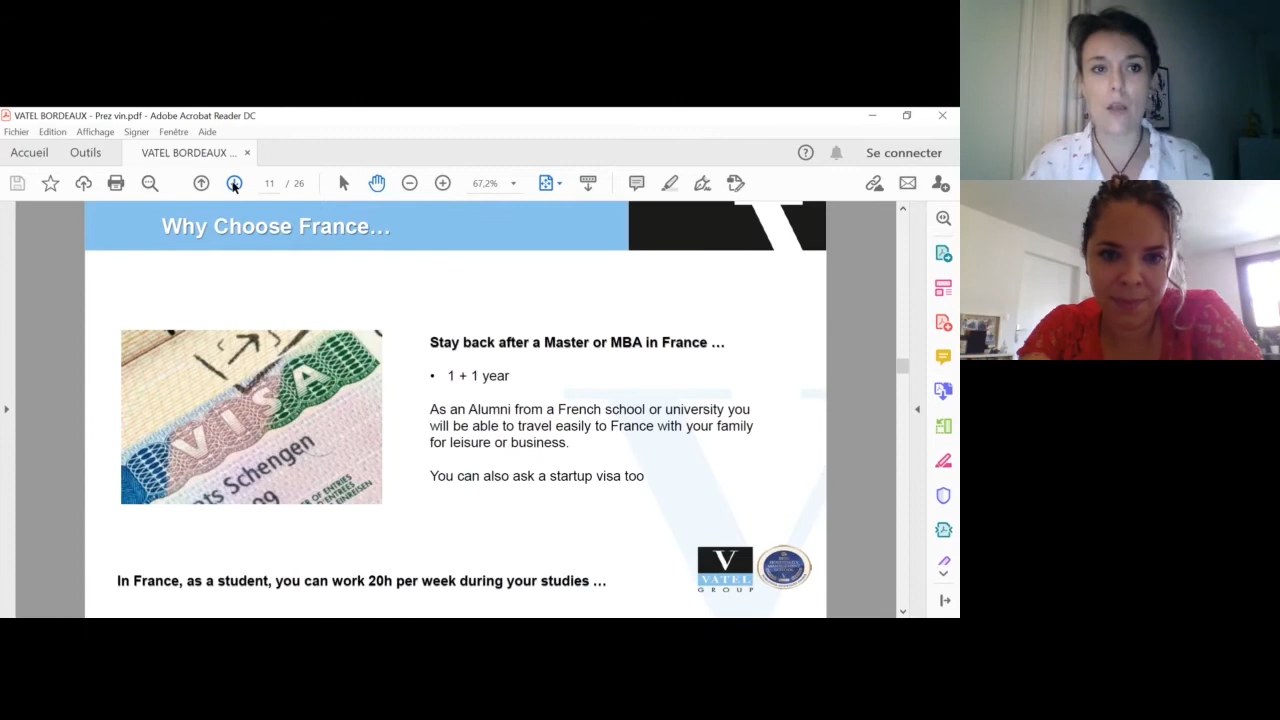 VATEL BORDEAUX - Prez vin.pdf - Adobe Acrobat Reader DC
Fichier Edition Affichage Signer Fenêtre Aide
Accueil Outils VATEL BORDEAUX ... × Se connecter
11 / 26 67,2%
Why Choose France...
VISA
ts Schengen
Stay back after a Master or MBA in France ...
• 1 + 1 year
As an Alumni from a French school or university you
will be able to travel easily to France with your family
for leisure or business.
You can also ask a startup visa too
In France, as a student, you can work 20h per week during your studies ...
V
VATEL
GROUP